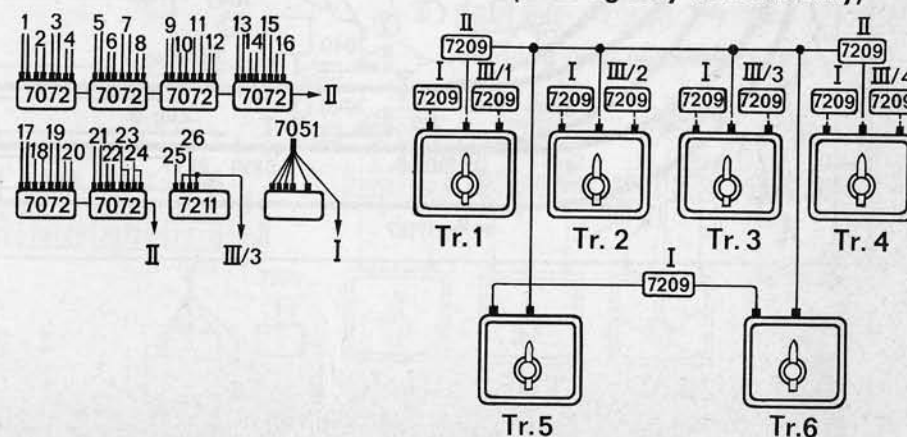 1 2 3 4 5 6 7 8 9 10 11 12 13 14 15 16
7072 7072 7072 7072 II
17 18 19 20 21 22 23 24 25 26 7051
7072 7072 7211
II III/3 I
II II
7209 7209
I III/1 I III/2 I III/3 I III/4
7209 7209 7209 7209 7209 7209 7209 7209
Tr. 1 Tr. 2 Tr. 3 Tr. 4
I
7209
Tr. 5 Tr. 6